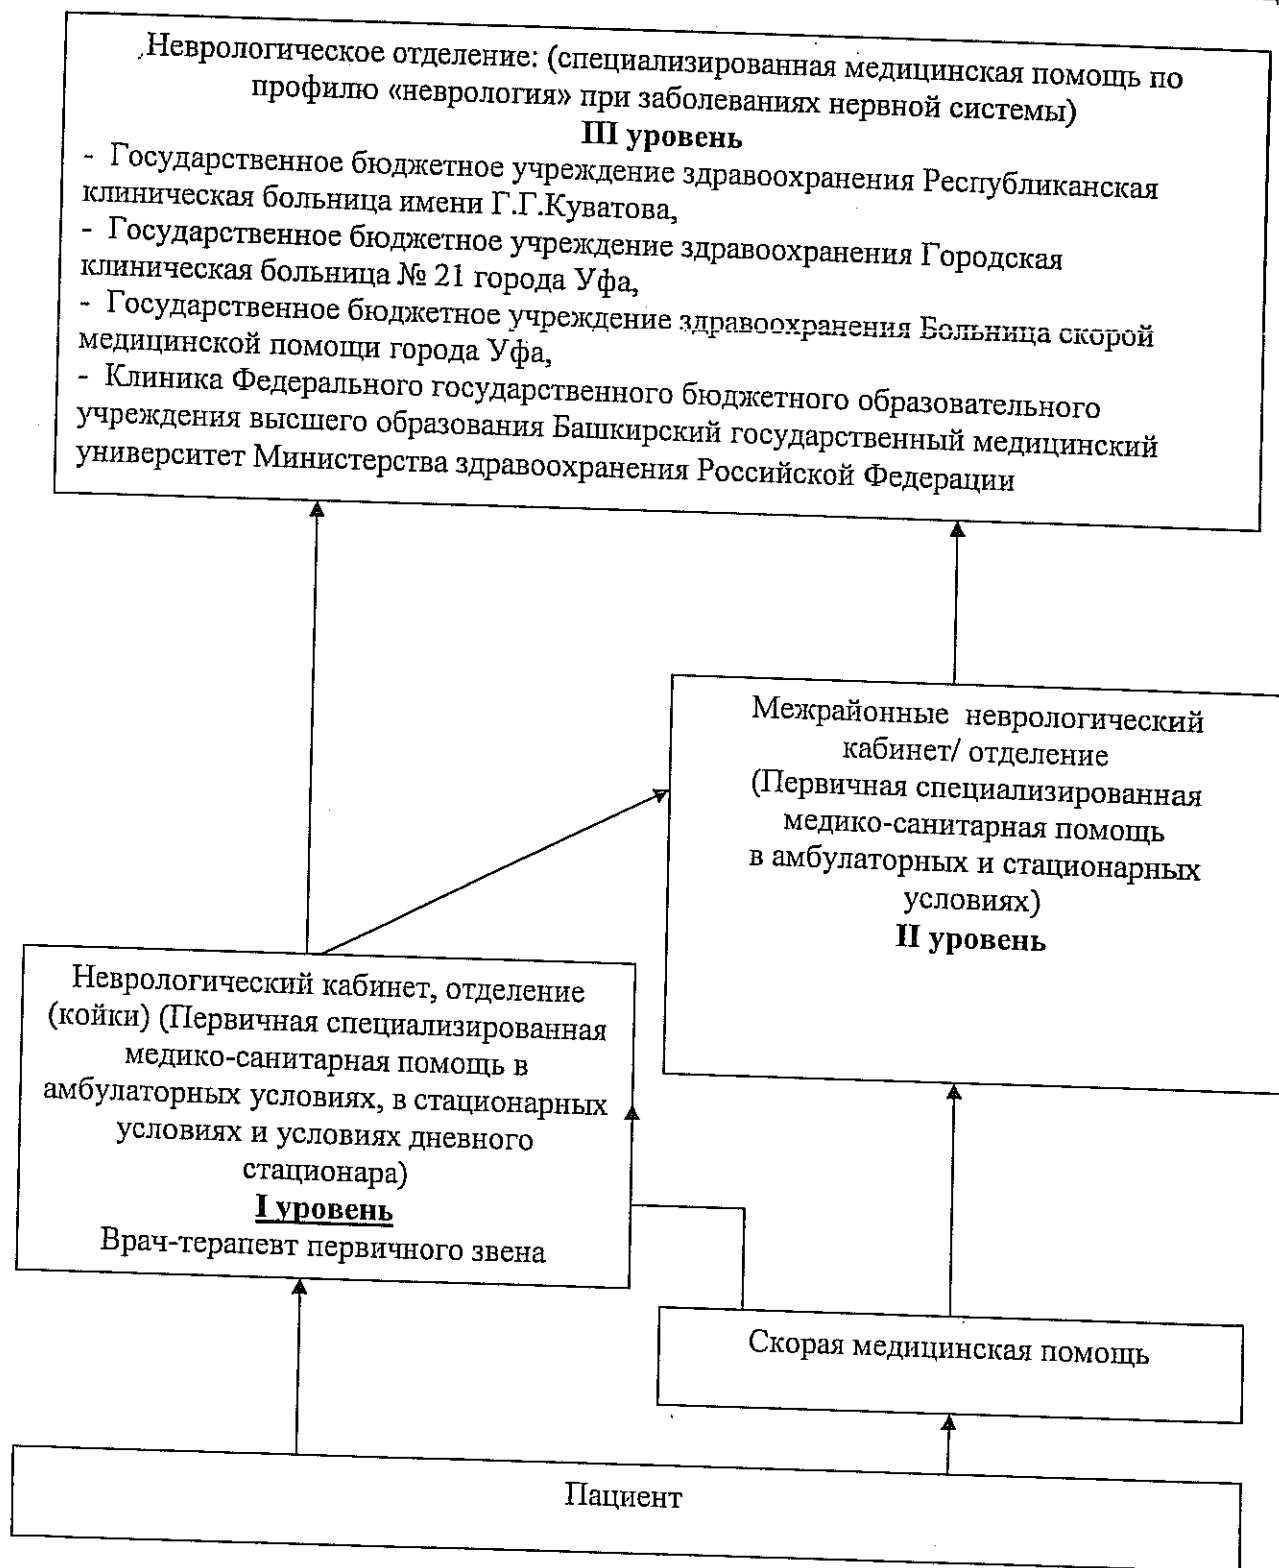 Неврологическое отделение: (специализированная медицинская помощь по
профилю «неврология» при заболеваниях нервной системы)
III уровень
- Государственное бюджетное учреждение здравоохранения Республиканская
клиническая больница имени Г.Г.Куватова,
- Государственное бюджетное учреждение здравоохранения Городская
клиническая больница № 21 города Уфа,
- Государственное бюджетное учреждение здравоохранения Больница скорой
медицинской помощи города Уфа,
- Клиника Федерального государственного бюджетного образовательного
учреждения высшего образования Башкирский государственный медицинский
университет Министерства здравоохранения Российской Федерации
Межрайонные неврологический
кабинет/ отделение
(Первичная специализированная
медико-санитарная помощь
в амбулаторных и стационарных
условиях)
II уровень
Неврологический кабинет, отделение
(койки) (Первичная специализированная
медико-санитарная помощь в
амбулаторных условиях, в стационарных
условиях и условиях дневного
стационара)
I уровень
Врач-терапевт первичного звена
Скорая медицинская помощь
Пациент